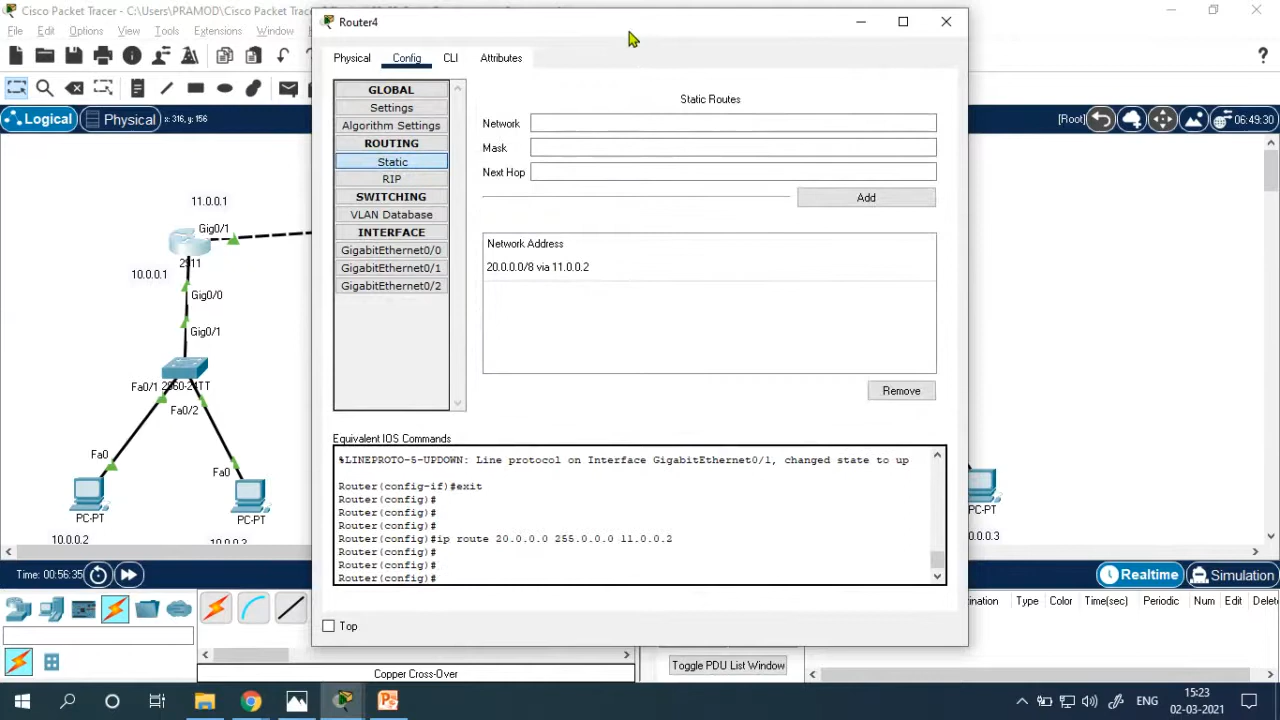 Cisco Packet Tracer - C:\Users\PRAMOD\Cisco Packet Trac
File Edit Options View Tools Extensions Window
Logical
Physical
x: 316, y: 156
[Root]
06:49:30
Router4
Physical Config CLI Attributes
GLOBAL
Settings
Algorithm Settings
ROUTING
Static
RIP
SWITCHING
VLAN Database
INTERFACE
GigabitEthernet0/0
GigabitEthernet0/1
GigabitEthernet0/2
Static Routes
Network
Mask
Next Hop
Add
Network Address
20.0.0.0/8 via 11.0.0.2
Remove
Equivalent IOS Commands
%LINEPROTO-5-UPDOWN: Line protocol on Interface GigabitEthernet0/1, changed state to up
Router(config-if)#exit
Router(config)#
Router(config)#
Router(config)#
Router(config)#ip route 20.0.0.0 255.0.0.0 11.0.0.2
Router(config)#
Router(config)#
Router(config)#
Top
11.0.0.1
Gig0/1
2911
10.0.0.1
Gig0/0
Gig0/1
Fa0/1 2960-24TT
Fa0/2
Fa0
Fa0
PC-PT
PC-PT
10.0.0.2
PC-PT
Time: 00:56:35
Realtime
Simulation
Type Color Time(sec) Periodic Num Edit Delet
Copper Cross-Over
Toggle PDU List Window
ENG
15:23
02-03-2021